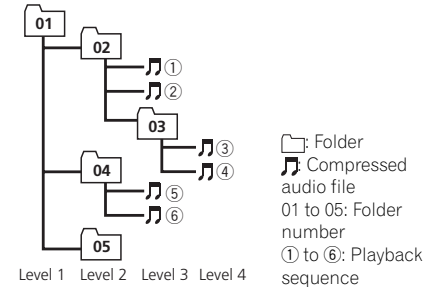 01
02
①
②
03
③
④
04
⑤
⑥
05
Level 1 Level 2 Level 3 Level 4
: Folder
: Compressed
audio file
01 to 05: Folder
number
① to ⑥: Playback
sequence